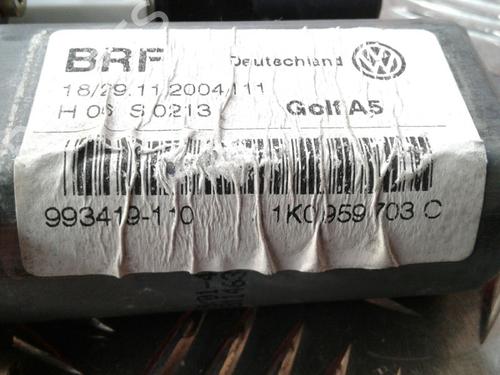 BRF Deutschland
18/29.11.2004/111
H 06 S 0213 Golf A5
993419-110 1K0 959 703 C